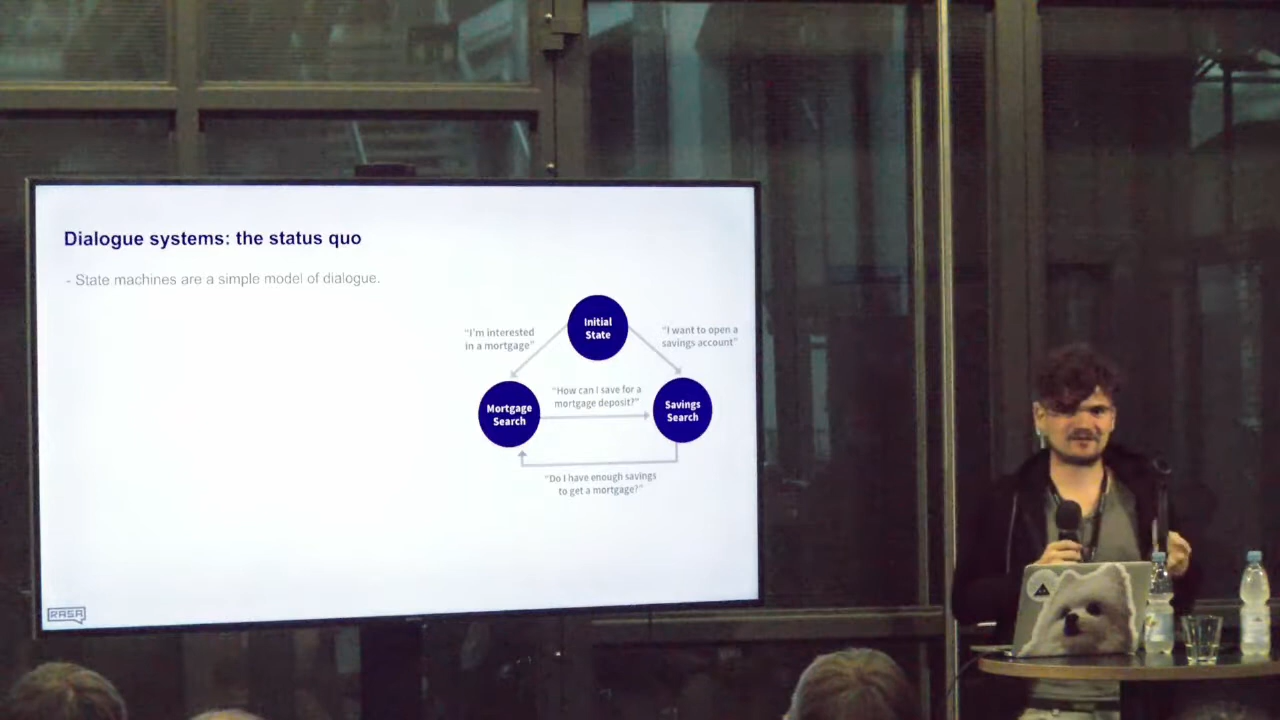 Dialogue systems: the status quo
- State machines are a simple model of dialogue.
Initial
State
“I’m interested
in a mortgage”
“I want to open a
savings account”
“How can I save for a
mortgage deposit?”
Mortgage
Search
Savings
Search
“Do I have enough savings
to get a mortgage?”
RASA